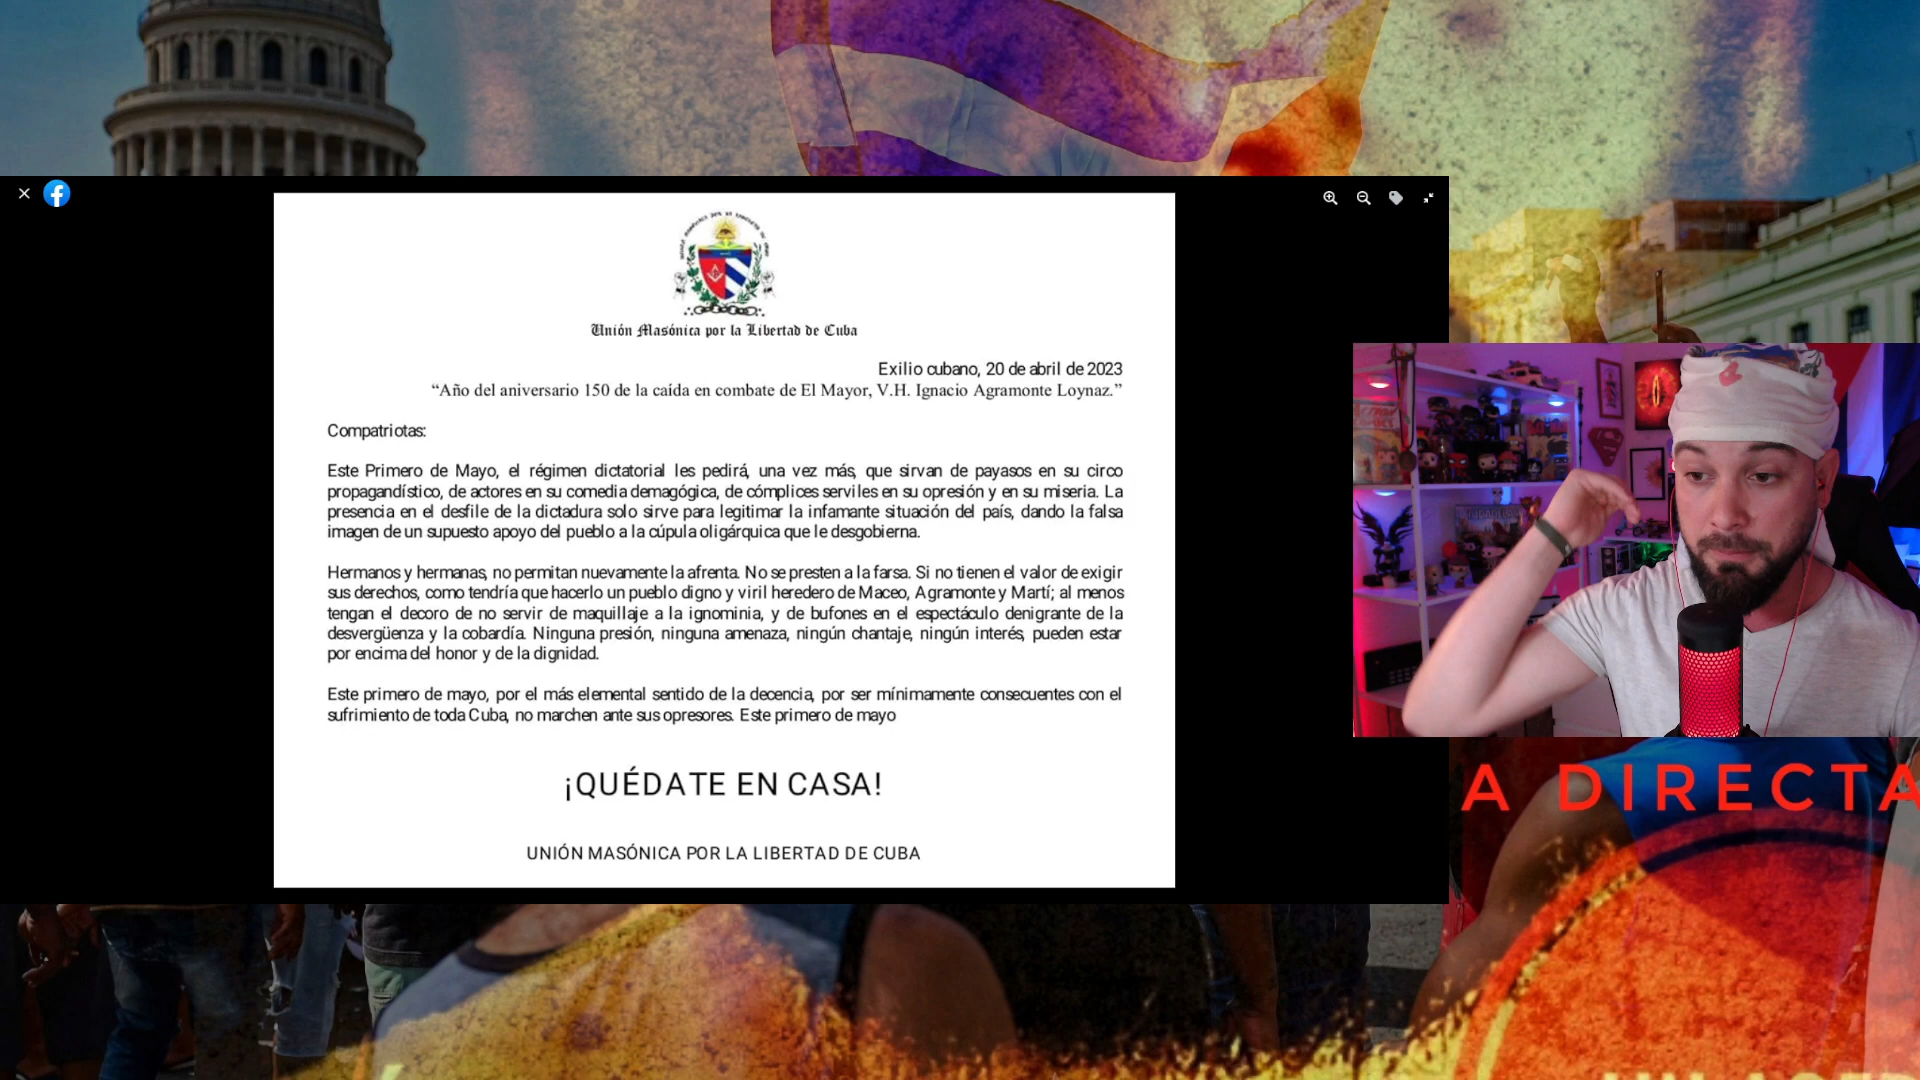 Unión Masónica por la Libertad de Cuba
Exilio cubano, 20 de abril de 2023
“Año del aniversario 150 de la caída en combate de El Mayor, V.H. Ignacio Agramonte Loynaz.”
Compatriotas:
Este Primero de Mayo, el régimen dictatorial les pedirá, una vez más, que sirvan de payasos en su circo
propagandístico, de actores en su comedia demagógica, de cómplices serviles en su opresión y en su miseria. La
presencia en el desfile de la dictadura solo sirve para legitimar la infamante situación del país, dando la falsa
imagen de un supuesto apoyo del pueblo a la cúpula oligárquica que le desgobierna.
Hermanos y hermanas, no permitan nuevamente la afrenta. No se presten a la farsa. Si no tienen el valor de exigir
sus derechos, como tendría que hacerlo un pueblo digno y viril heredero de Maceo, Agramonte y Martí; al menos
tengan el decoro de no servir de maquillaje a la ignominia, y de bufones en el espectáculo denigrante de la
desvergüenza y la cobardía. Ninguna presión, ninguna amenaza, ningún chantaje, ningún interés, pueden estar
por encima del honor y de la dignidad.
Este primero de mayo, por el más elemental sentido de la decencia, por ser mínimamente consecuentes con el
sufrimiento de toda Cuba, no marchen ante sus opresores. Este primero de mayo
¡QUÉDATE EN CASA!
UNIÓN MASÓNICA POR LA LIBERTAD DE CUBA
A DIRECTA